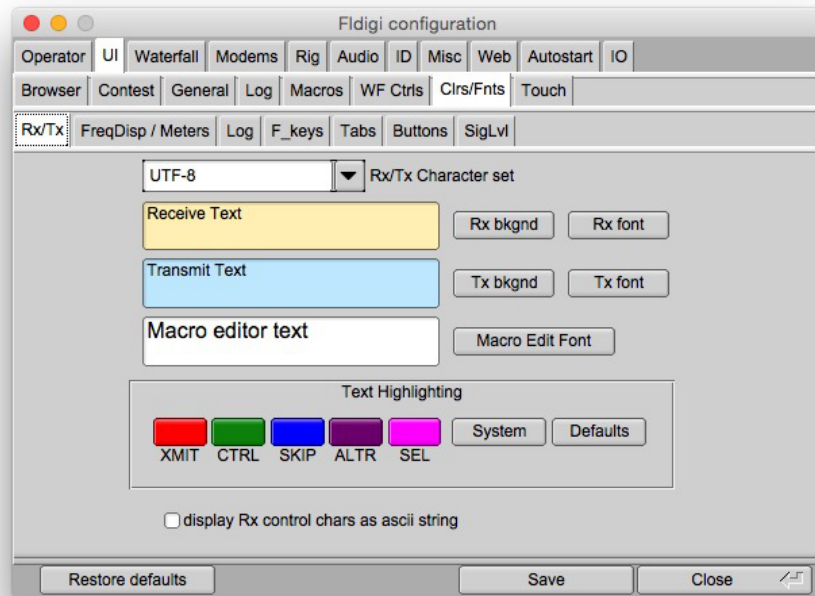 Fldigi configuration
Operator UI Waterfall Modems Rig Audio ID Misc Web Autostart IO
Browser Contest General Log Macros WF Ctrls Clrs/Fnts Touch
Rx/Tx FreqDisp / Meters Log F_keys Tabs Buttons SigLvl
UTF-8 Rx/Tx Character set
Receive Text Rx bkgnd Rx font
Transmit Text Tx bkgnd Tx font
Macro editor text Macro Edit Font
Text Highlighting
System Defaults
XMIT CTRL SKIP ALTR SEL
display Rx control chars as ascii string
Restore defaults Save Close